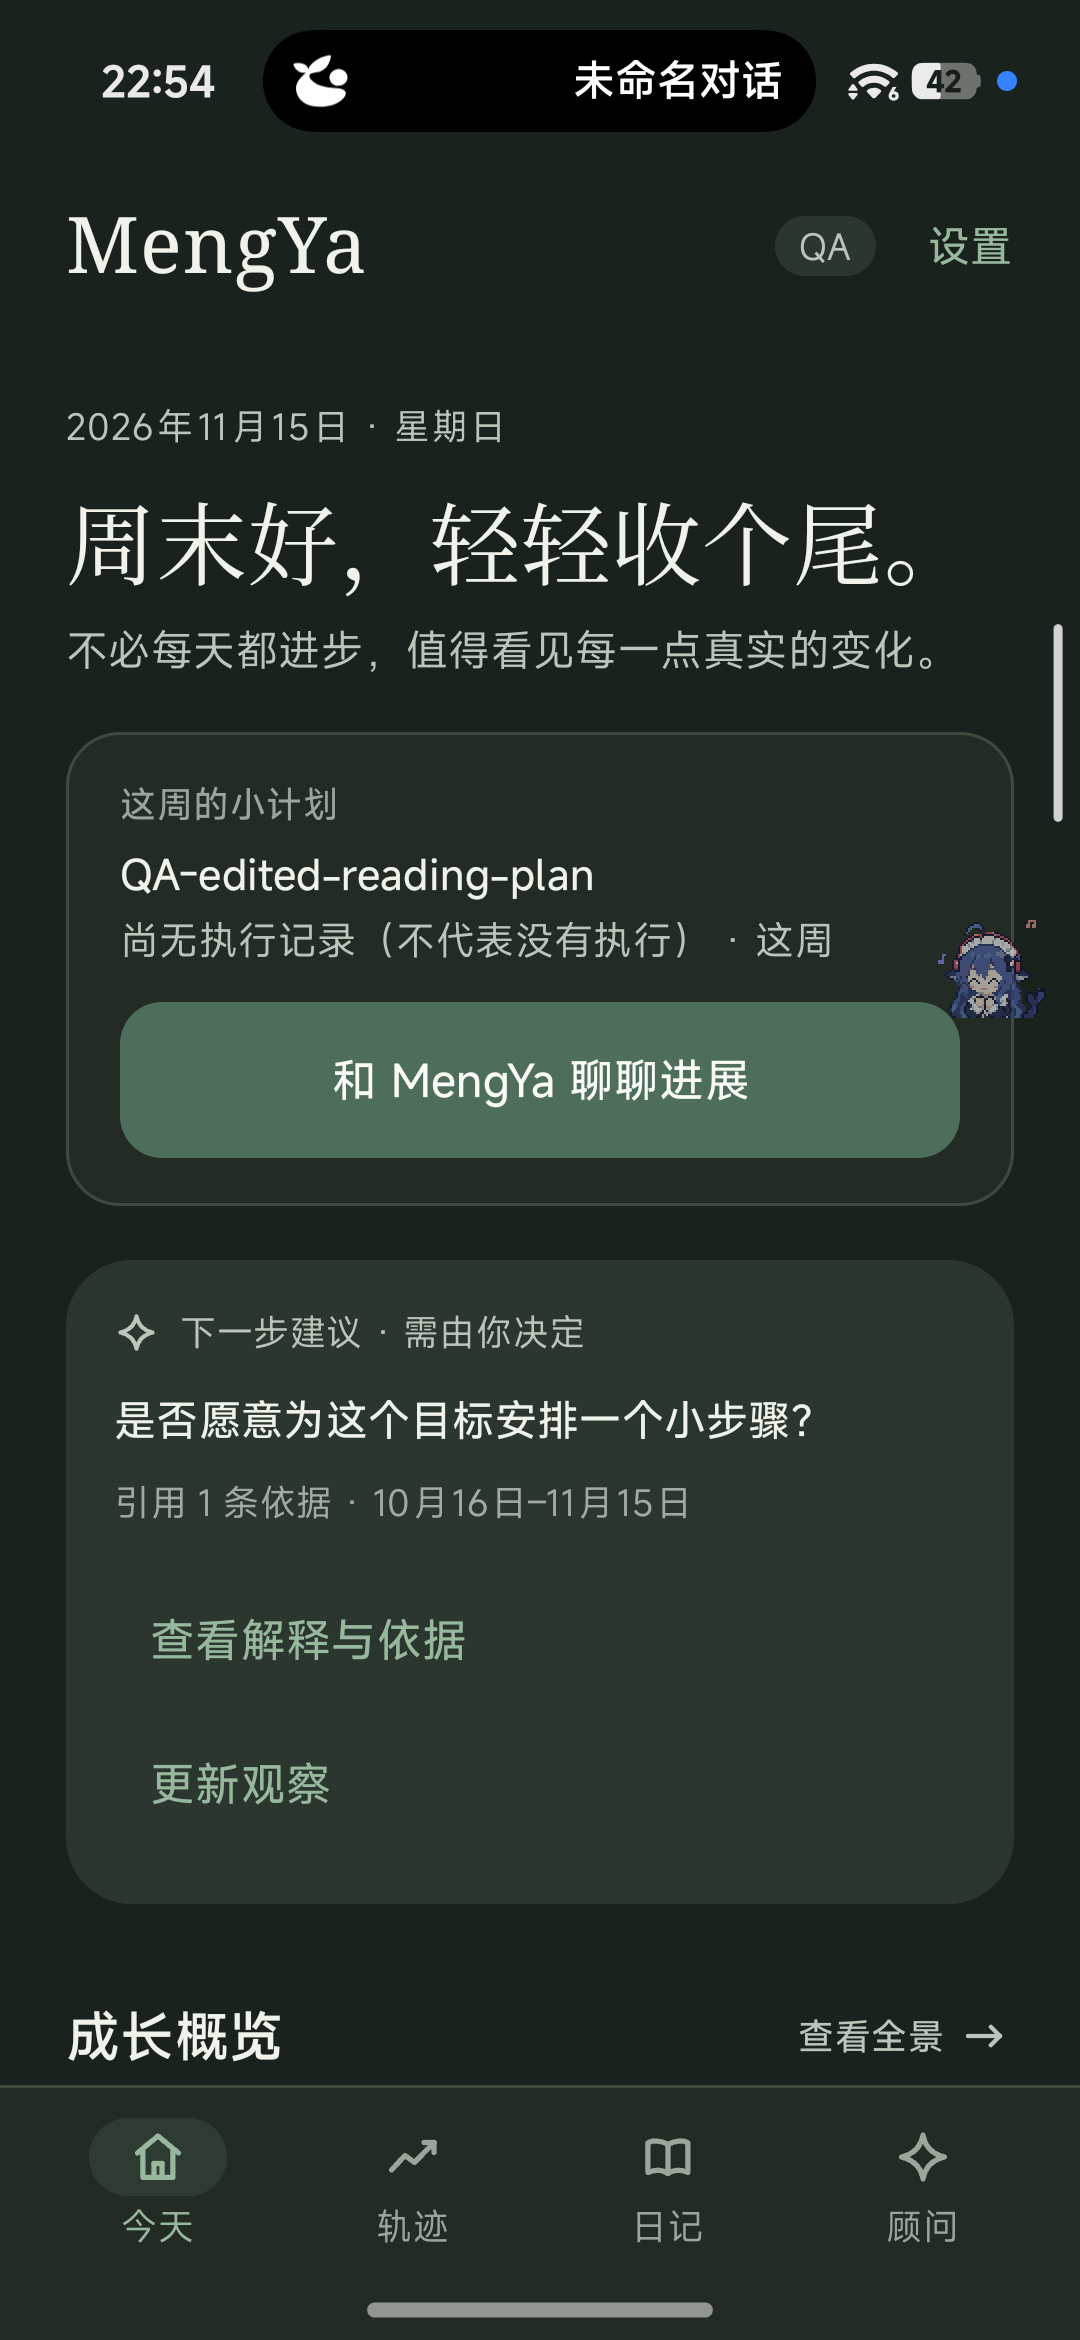 22:54
未命名对话
6
42
MengYa
QA
设置
2026年11月15日 · 星期日
周末好，轻轻收个尾。
不必每天都进步，值得看见每一点真实的变化。
这周的小计划
QA-edited-reading-plan
尚无执行记录（不代表没有执行） · 这周
和 MengYa 聊聊进展
下一步建议 · 需由你决定
是否愿意为这个目标安排一个小步骤?
引用 1 条依据 · 10月16日–11月15日
查看解释与依据
更新观察
成长概览
查看全景 →
今天
轨迹
日记
顾问